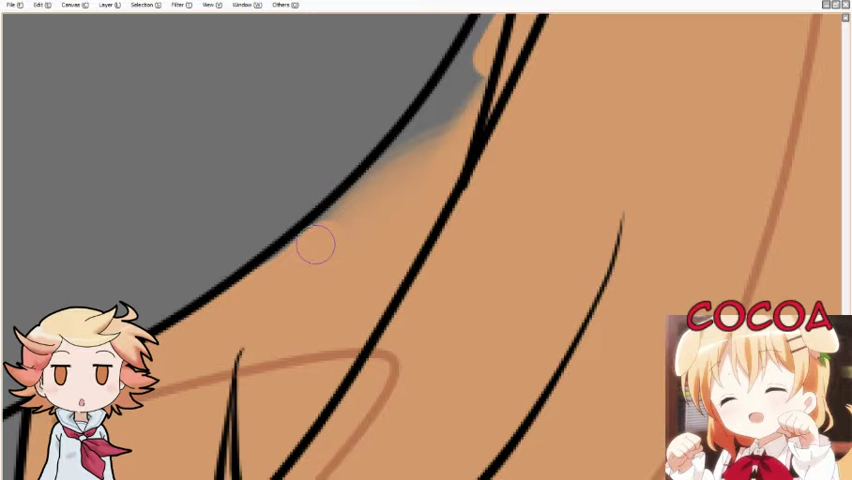 File (F) Edit (E) Canvas (C) Layer (L) Selection (S) Filter (T) View (V) Window (W) Others (O)
COCOA